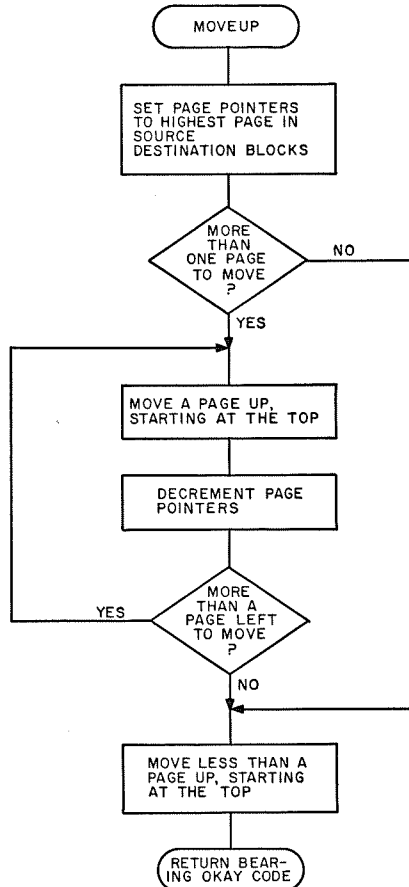 MOVEUP
SET PAGE POINTERS
TO HIGHEST PAGE IN
SOURCE
DESTINATION BLOCKS
MORE
THAN
ONE PAGE
TO MOVE
?
NO
YES
MOVE A PAGE UP,
STARTING AT THE TOP
DECREMENT PAGE
POINTERS
MORE
THAN A
PAGE LEFT
TO MOVE
?
YES
NO
MOVE LESS THAN A
PAGE UP, STARTING
AT THE TOP
RETURN BEAR-
ING OKAY CODE